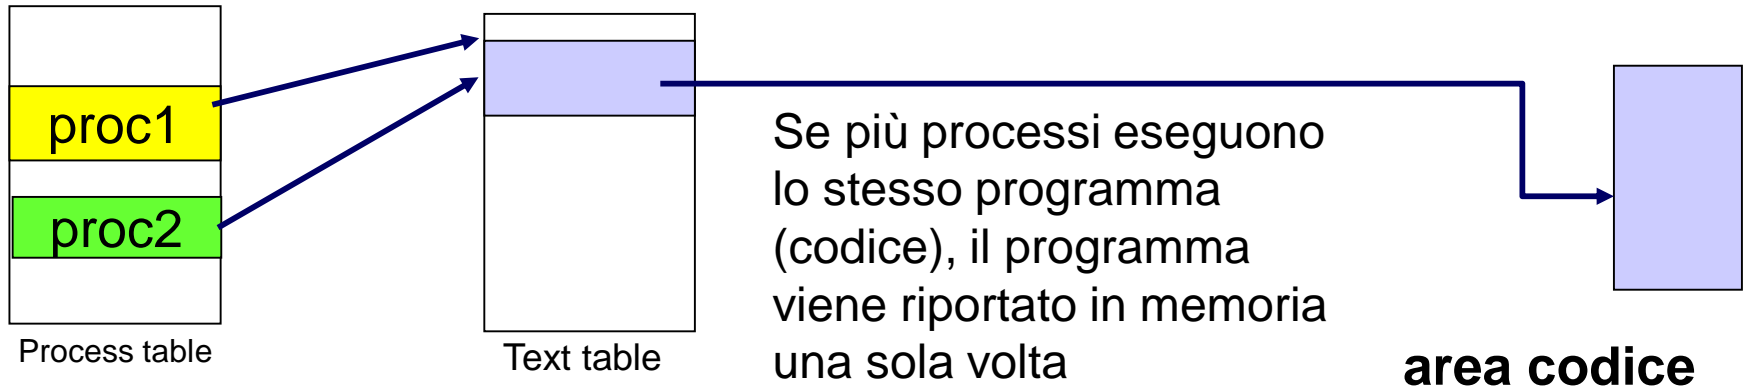 proc1
proc2
Process table
Text table
Se più processi eseguono
lo stesso programma
(codice), il programma
viene riportato in memoria
una sola volta
area codice